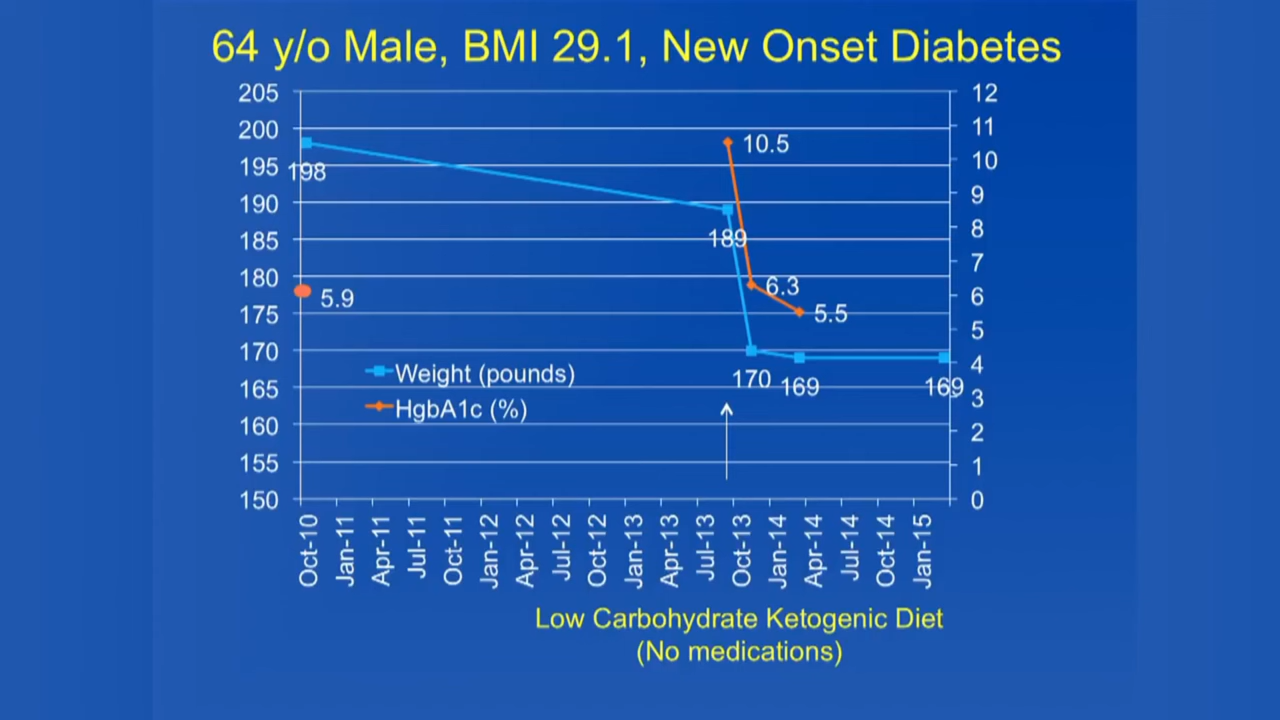 64 y/o Male, BMI 29.1, New Onset Diabetes
205
200
195
190
185
180
175
170
165
160
155
150
12
11
10
9
8
7
6
5
4
3
2
1
0
198
189
170
169
169
10.5
6.3
5.5
5.9
Weight (pounds)
HgbA1c (%)
Oct-10
Jan-11
Apr-11
Jul-11
Oct-11
Jan-12
Apr-12
Jul-12
Oct-12
Jan-13
Apr-13
Jul-13
Oct-13
Jan-14
Apr-14
Jul-14
Oct-14
Jan-15
Low Carbohydrate Ketogenic Diet
(No medications)